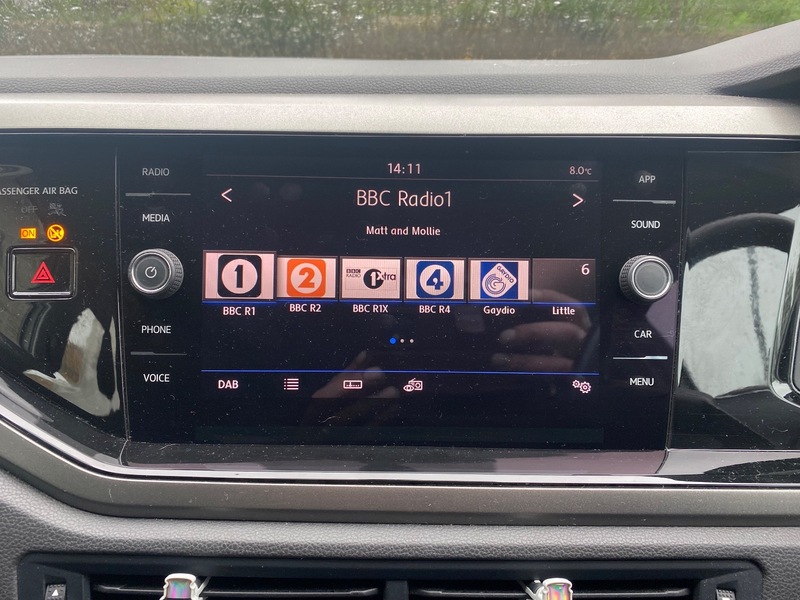 14:11
8.0°C
RADIO
APP
BBC Radio1
ASSENGER AIR BAG
OFF
MEDIA
SOUND
Matt and Mollie
ON
1
2
BBC RADIO 1Xtra
4
GAYDIO
6
BBC R1
BBC R2
BBC R1X
BBC R4
Gaydio
Little
PHONE
CAR
VOICE
MENU
DAB